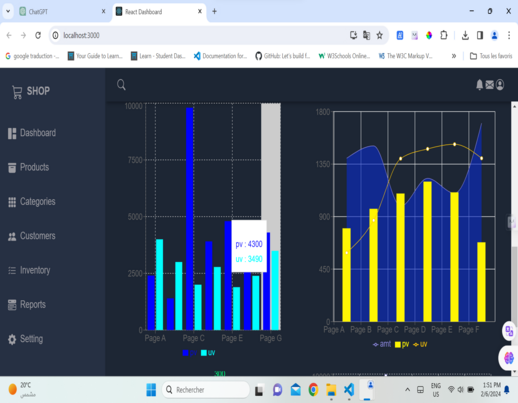 ChatGPT
React Dashboard
localhost:3000
google traduction -...
Your Guide to Learn...
Learn - Student Das...
Documentation for...
GitHub: Let's build f...
W3Schools Online...
The W3C Markup V...
Tous les favoris
SHOP
Dashboard
Products
Categories
Customers
Inventory
Reports
Setting
10000
7500
5000
2500
0
Page A
Page C
Page E
Page G
pv : 4300
uv : 3490
uv
1800
1350
900
450
0
Page A
Page B
Page C
Page D
Page E
Page F
amt
pv
uv
300
20°C
مشمس
Rechercher
ENG
US
1:51 PM
2/6/2024